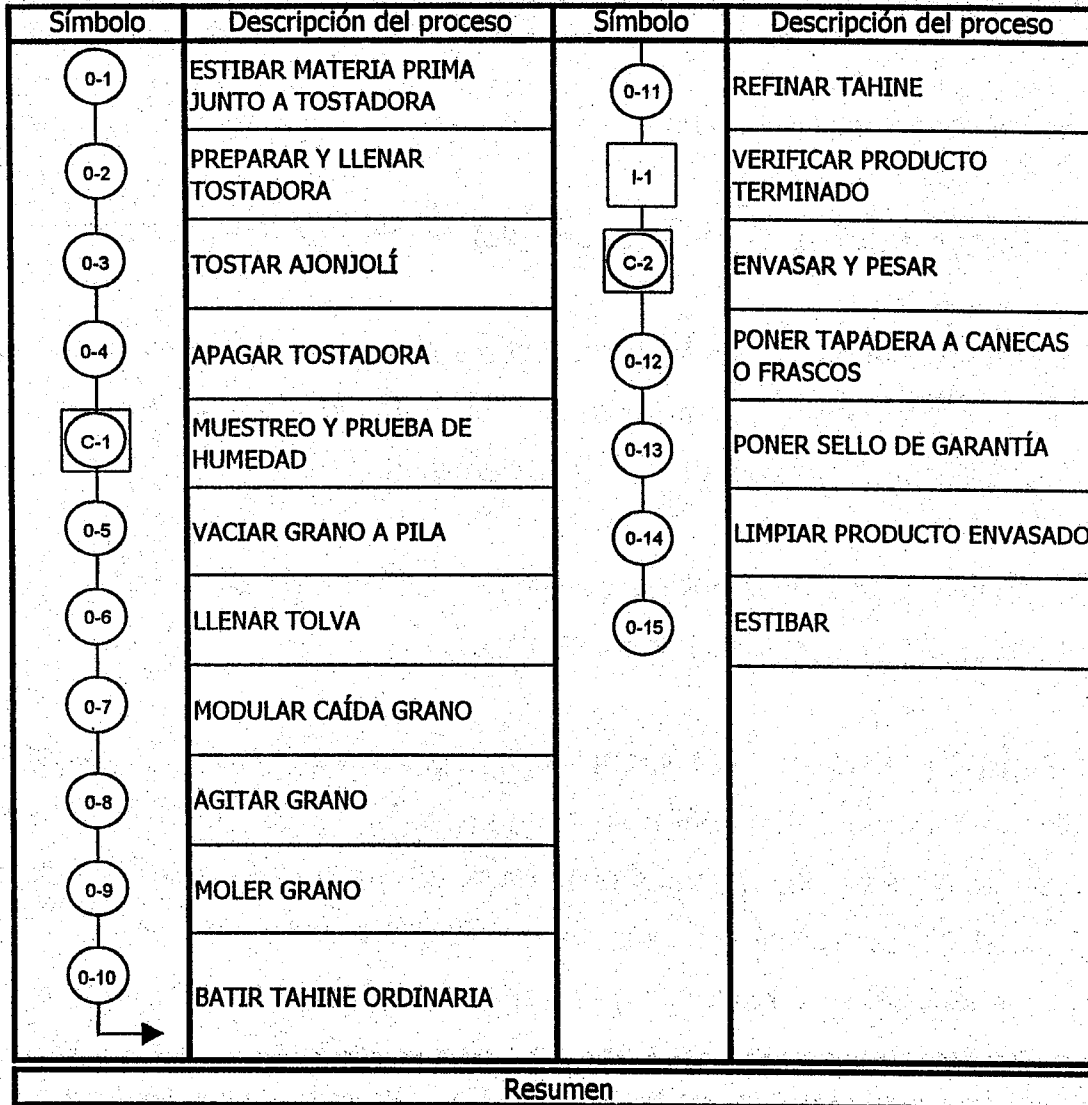 Símbolo Descripción del proceso Símbolo Descripción del proceso
0-1 ESTIBAR MATERIA PRIMA
JUNTO A TOSTADORA
0-2 PREPARAR Y LLENAR
TOSTADORA
0-3 TOSTAR AJONJOLÍ
0-4 APAGAR TOSTADORA
C-1 MUESTREO Y PRUEBA DE
HUMEDAD
0-5 VACIAR GRANO A PILA
0-6 LLENAR TOLVA
0-7 MODULAR CAÍDA GRANO
0-8 AGITAR GRANO
0-9 MOLER GRANO
0-10 BATIR TAHINE ORDINARIA
0-11 REFINAR TAHINE
I-1 VERIFICAR PRODUCTO
TERMINADO
C-2 ENVASAR Y PESAR
0-12 PONER TAPADERA A CANECAS
O FRASCOS
0-13 PONER SELLO DE GARANTÍA
0-14 LIMPIAR PRODUCTO ENVASADO
0-15 ESTIBAR
Resumen